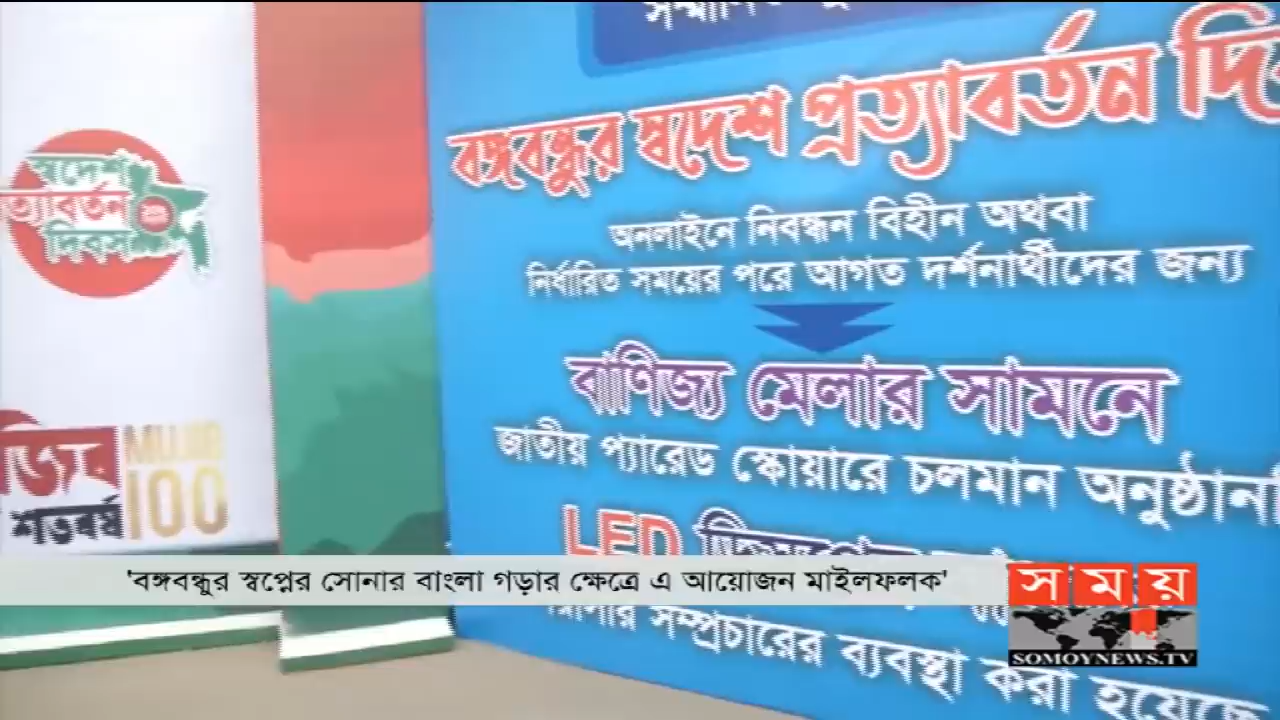 স্বদেশ
প্রত্যাবর্তন
দিবস
শতবর্ষ
MUJIB
100
বঙ্গবন্ধুর স্বদেশ প্রত্যাবর্তন
অনলাইনে নিবন্ধন বিহীন অথবা
নির্ধারিত সময়ের পরে আগত দর্শনার্থীদের জন্য
বাণিজ্য মেলার সামনে
জাতীয় প্যারেড স্কোয়ারে চলমান
LED
সম্প্রচারের ব্যবস্থা করা হয়েছে
'বঙ্গবন্ধুর স্বপ্নের সোনার বাংলা গড়ার ক্ষেত্রে এ আয়োজন মাইলফলক'
সময়
SOMOYNEWS.TV